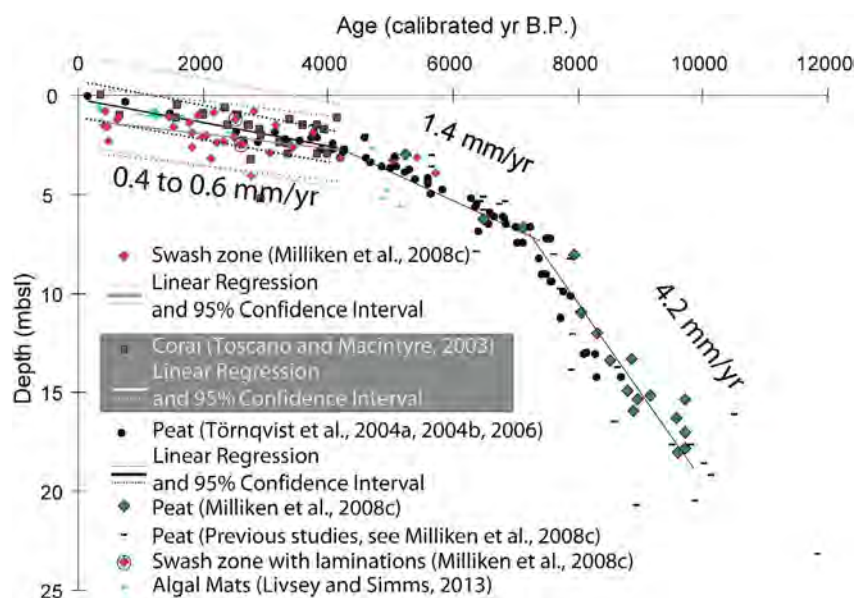 Age (calibrated yr B.P.)
0 2000 4000 6000 8000 10000 12000
0
5
10
15
20
25
Depth (mbsl)
0.4 to 0.6 mm/yr
1.4 mm/yr
4.2 mm/yr
Swash zone (Milliken et al., 2008c)
Linear Regression
and 95% Confidence Interval
Coral (Toscano and Macintyre, 2003)
Linear Regression
and 95% Confidence Interval
Peat (Törnqvist et al., 2004a, 2004b, 2006)
Linear Regression
and 95% Confidence Interval
Peat (Milliken et al., 2008c)
Peat (Previous studies, see Milliken et al., 2008c)
Swash zone with laminations (Milliken et al., 2008c)
Algal Mats (Livsey and Simms, 2013)